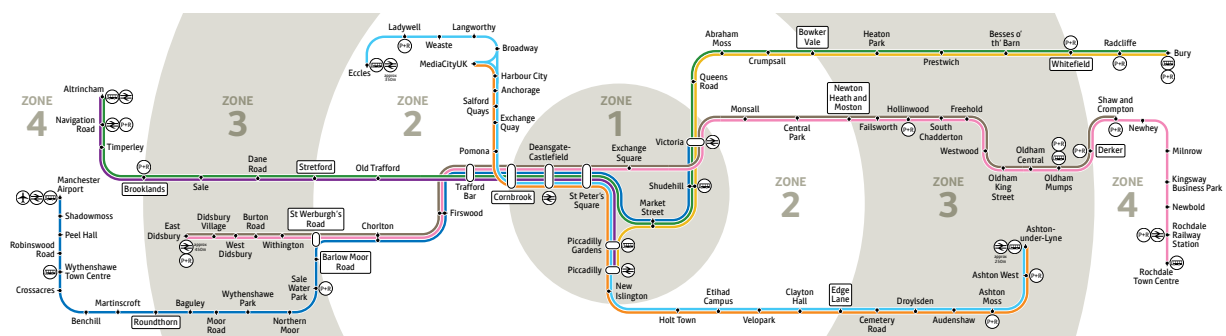 ZONE
4
ZONE
3
ZONE
2
ZONE
1
ZONE
2
ZONE
3
ZONE
4
Altrincham
Navigation
Road
P+R
Timperley
P+R
Brooklands
Sale
Dane
Road
Stretford
Old Trafford
Trafford
Bar
Firswood
Chorlton
St Werburgh's
Road
Withington
Burton
Road
West
Didsbury
Didsbury
Village
East
Didsbury
P+R
approx
450m
Barlow Moor
Road
Sale
Water
Park
P+R
Northern
Moor
Wythenshawe
Park
Moor
Road
Baguley
Roundthorn
Martinscroft
Benchill
Crossacres
Wythenshawe
Town Centre
Robinswood
Road
Peel Hall
Shadowmoss
Manchester
Airport
Eccles
approx
850m
Ladywell
P+R
Weaste
Langworthy
Broadway
MediaCityUK
Harbour City
Anchorage
Salford
Quays
Exchange
Quay
Pomona
Cornbrook
Deansgate-
Castlefield
St Peter's
Square
Exchange
Square
Victoria
Shudehill
Market
Street
Piccadilly
Gardens
Piccadilly
New
Islington
Holt Town
Etihad
Campus
Velopark
Clayton
Hall
Edge
Lane
Cemetery
Road
Droylsden
Audenshaw
Ashton
Moss
P+R
Ashton West
P+R
Ashton-
under-Lyne
approx
250m
Queens
Road
Abraham
Moss
Crumpsall
Bowker
Vale
Heaton
Park
Prestwich
Besses o'
th' Barn
P+R
Whitefield
Radcliffe
P+R
Bury
P+R
Monsall
Central
Park
Newton
Heath and
Moston
Failsworth
Hollinwood
P+R
South
Chadderton
Freehold
Westwood
Oldham
King
Street
Oldham
Central
Oldham
Mumps
P+R
Derker
P+R
Shaw and
Crompton
P+R
Newhey
Milnrow
Kingsway
Business Park
Newbold
Rochdale
Railway
Station
P+R
Rochdale
Town Centre